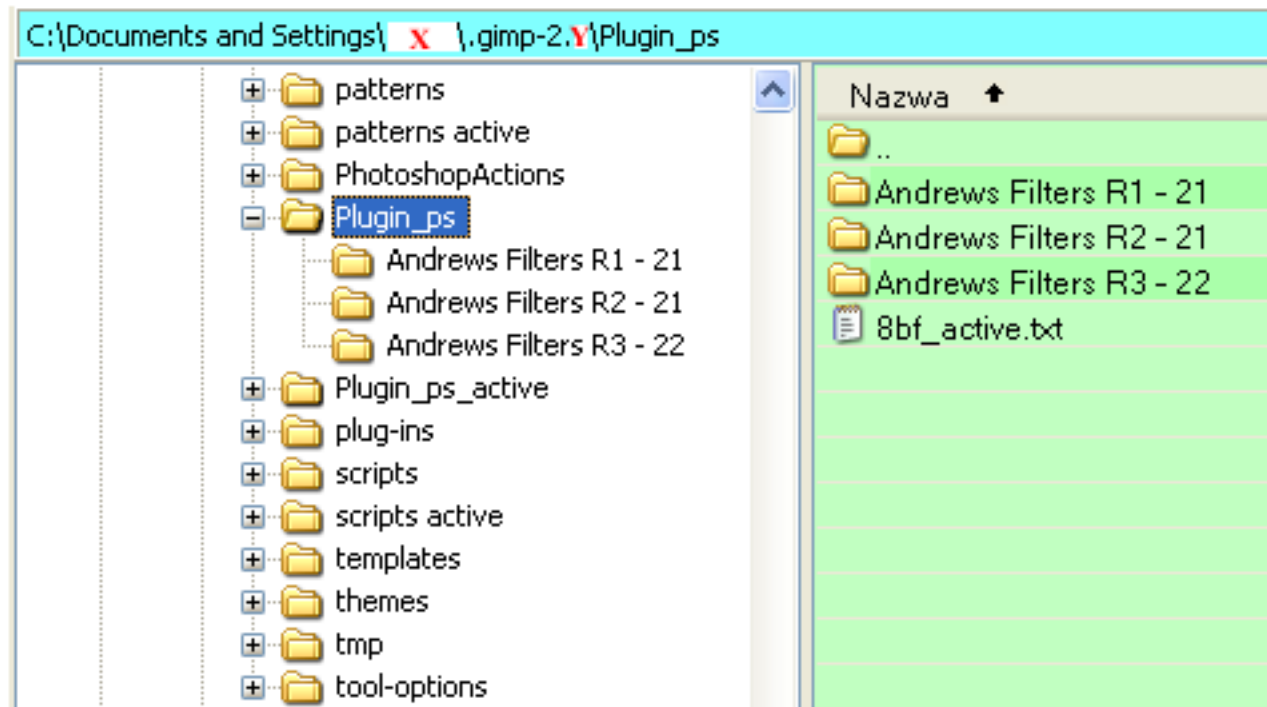 C:\Documents and Settings\ X \.gimp-2.Y\Plugin_ps
patterns
patterns active
PhotoshopActions
Plugin_ps
Andrews Filters R1 - 21
Andrews Filters R2 - 21
Andrews Filters R3 - 22
Plugin_ps_active
plug-ins
scripts
scripts active
templates
themes
tmp
tool-options
Nazwa
..
Andrews Filters R1 - 21
Andrews Filters R2 - 21
Andrews Filters R3 - 22
8bf_active.txt